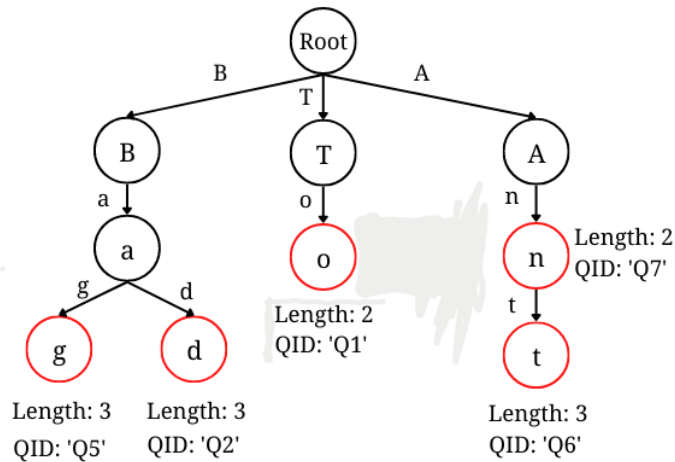 Root
B
T
A
B
T
A
a
o
n
a
o
n
Length: 2
QID: 'Q7'
g
d
t
Length: 2
QID: 'Q1'
g
d
t
Length: 3
QID: 'Q5'
Length: 3
QID: 'Q2'
Length: 3
QID: 'Q6'